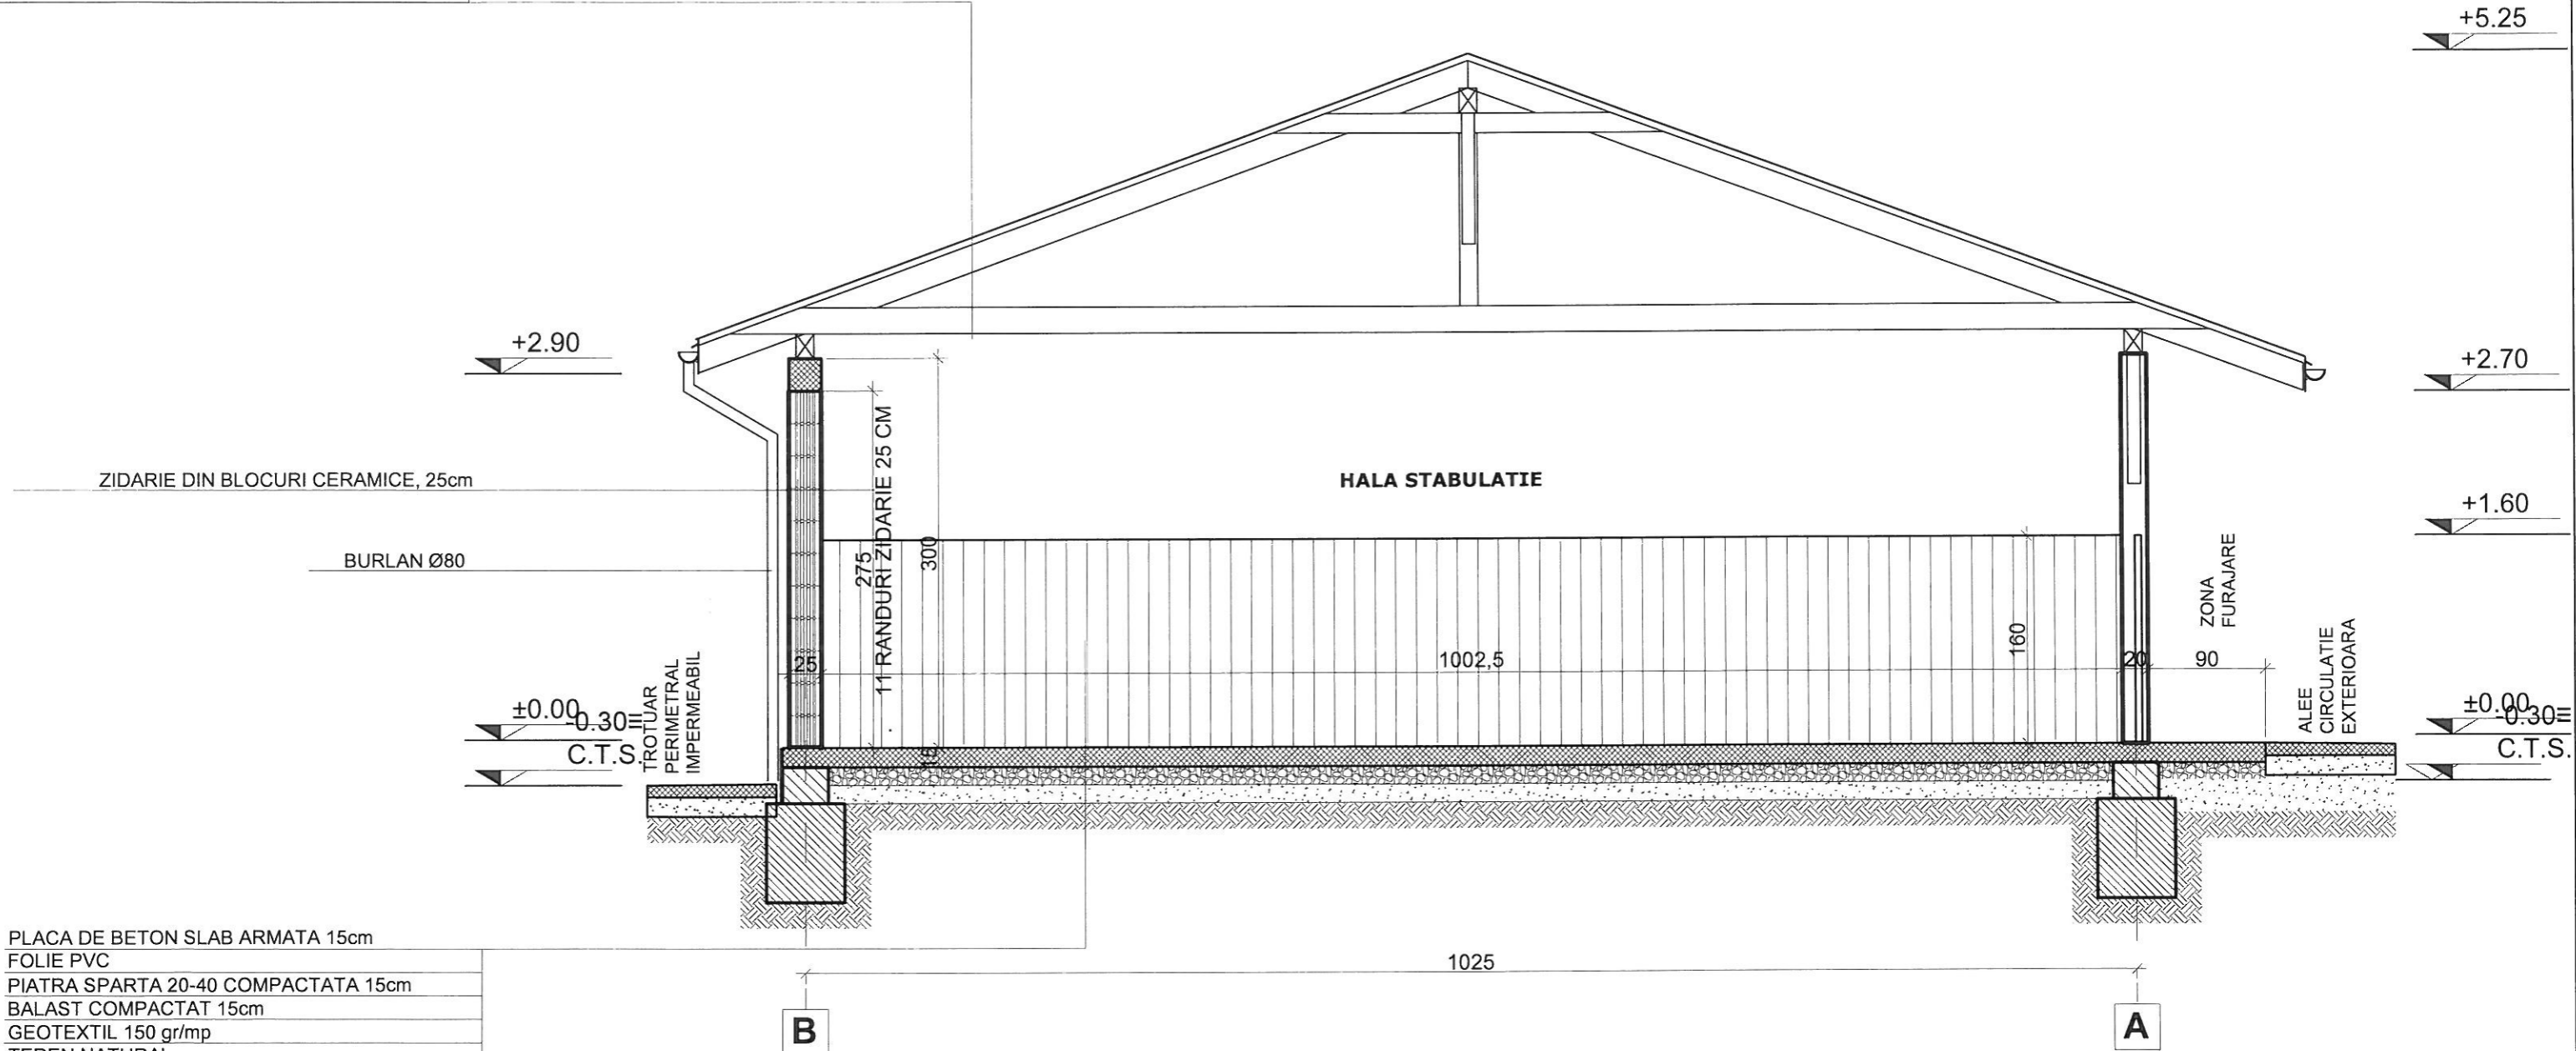 +5.25
+2.90
+2.70
ZIDARIE DIN BLOCURI CERAMICE, 25cm
HALA STABULATIE
+1.60
BURLAN Ø80
275
11 RANDURI ZIDARIE 25 CM
300
160
ZONA
FURAJARE
25
1002,5
20
90
TROTUAR
PERIMETRAL
IMPERMEABIL
ALEE
CIRCULATIE
EXTERIOARA
±0.00
-0.30≡
C.T.S.
15
±0.00
-0.30≡
C.T.S.
PLACA DE BETON SLAB ARMATA 15cm
FOLIE PVC
PIATRA SPARTA 20-40 COMPACTATA 15cm
BALAST COMPACTAT 15cm
GEOTEXTIL 150 gr/mp
TEREN NATURAL
1025
B
A